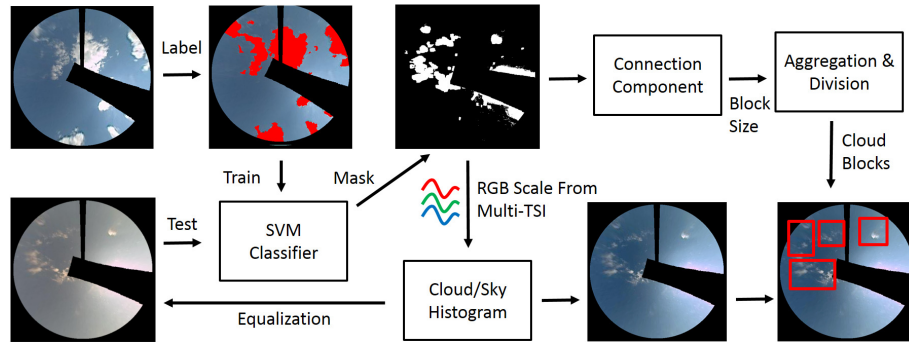 Label
Connection
Component
Block
Size
Aggregation &
Division
Train
Mask
RGB Scale From
Multi-TSI
Cloud
Blocks
Test
SVM
Classifier
Equalization
Cloud/Sky
Histogram